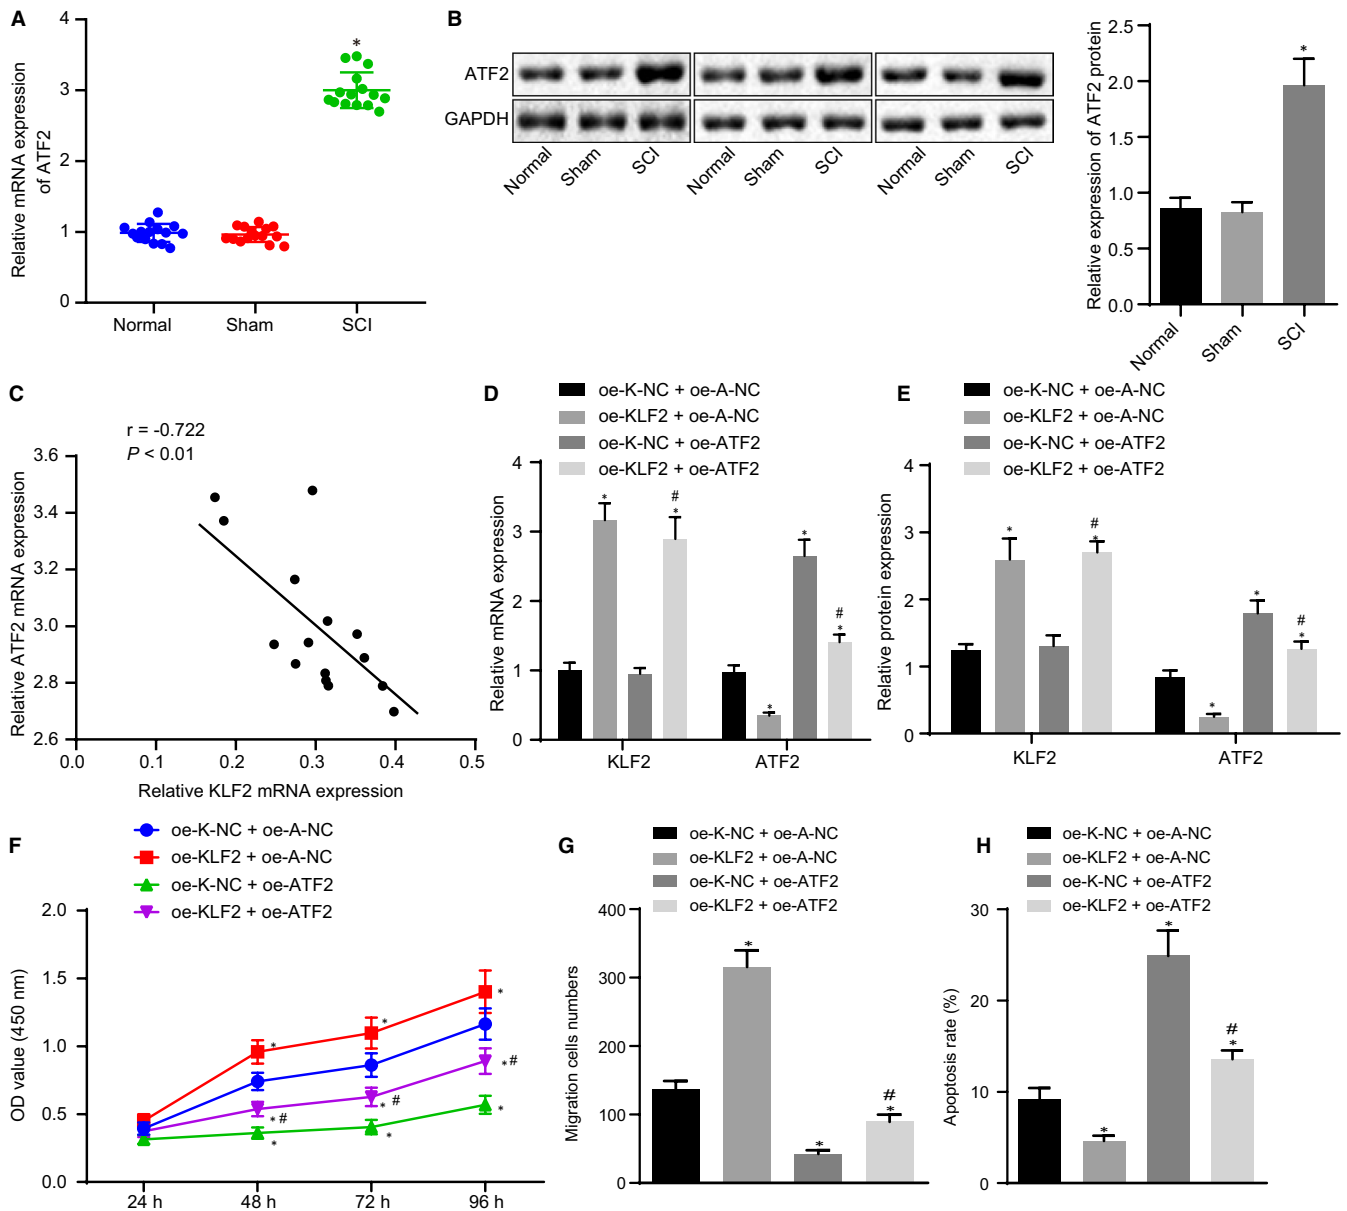 A
Relative mRNA expression
of ATF2
4
3
2
1
0
*
Normal
Sham
SCI
B
ATF2
GAPDH
Normal
Sham
SCI
Normal
Sham
SCI
Normal
Sham
SCI
Relative expression of ATF2 protein
2.5
2.0
1.5
1.0
0.5
0.0
*
Normal
Sham
SCI
C
r = -0.722
P < 0.01
Relative ATF2 mRNA expression
3.6
3.4
3.2
3.0
2.8
2.6
0.0
0.1
0.2
0.3
0.4
0.5
Relative KLF2 mRNA expression
D
oe-K-NC + oe-A-NC
oe-KLF2 + oe-A-NC
oe-K-NC + oe-ATF2
oe-KLF2 + oe-ATF2
Relative mRNA expression
4
3
2
1
0
*
#
*
*
*
#
*
KLF2
ATF2
E
oe-K-NC + oe-A-NC
oe-KLF2 + oe-A-NC
oe-K-NC + oe-ATF2
oe-KLF2 + oe-ATF2
Relative protein expression
4
3
2
1
0
*
#
*
*
*
#
*
KLF2
ATF2
F
oe-K-NC + oe-A-NC
oe-KLF2 + oe-A-NC
oe-K-NC + oe-ATF2
oe-KLF2 + oe-ATF2
OD value (450 nm)
2.0
1.5
1.0
0.5
0.0
*
* #
*
*
* #
*
*
* #
*
24 h
48 h
72 h
96 h
G
oe-K-NC + oe-A-NC
oe-KLF2 + oe-A-NC
oe-K-NC + oe-ATF2
oe-KLF2 + oe-ATF2
Migration cells numbers
400
300
200
100
0
*
*
#
*
H
oe-K-NC + oe-A-NC
oe-KLF2 + oe-A-NC
oe-K-NC + oe-ATF2
oe-KLF2 + oe-ATF2
Apoptosis rate (%)
30
20
10
0
*
*
#
*